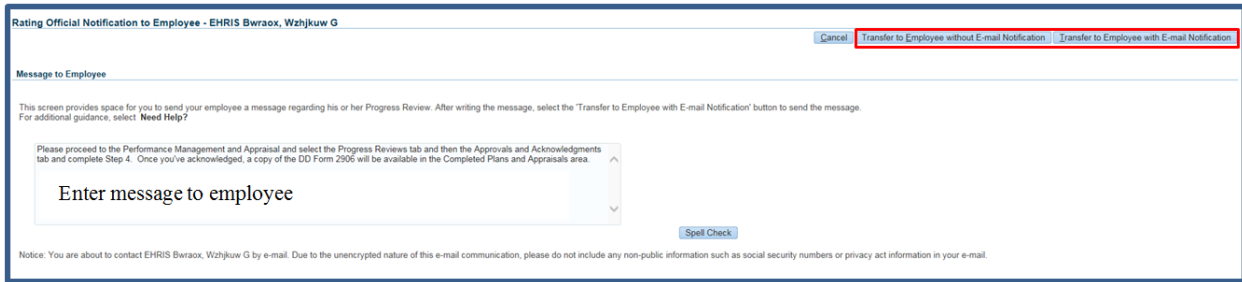 Rating Official Notification to Employee - EHRIS Bwraox, Wzhjkuw G
Cancel Transfer to Employee without E-mail Notification Transfer to Employee with E-mail Notification
Message to Employee
This screen provides space for you to send your employee a message regarding his or her Progress Review. After writing the message, select the 'Transfer to Employee with E-mail Notification' button to send the message.
For additional guidance, select Need Help?
Please proceed to the Performance Management and Appraisal and select the Progress Reviews tab and then the Approvals and Acknowledgments
tab and complete Step 4. Once you've acknowledged, a copy of the DD Form 2906 will be available in the Completed Plans and Appraisals area.
Enter message to employee
Spell Check
Notice: You are about to contact EHRIS Bwraox, Wzhjkuw G by e-mail. Due to the unencrypted nature of this e-mail communication, please do not include any non-public information such as social security numbers or privacy act information in your e-mail.